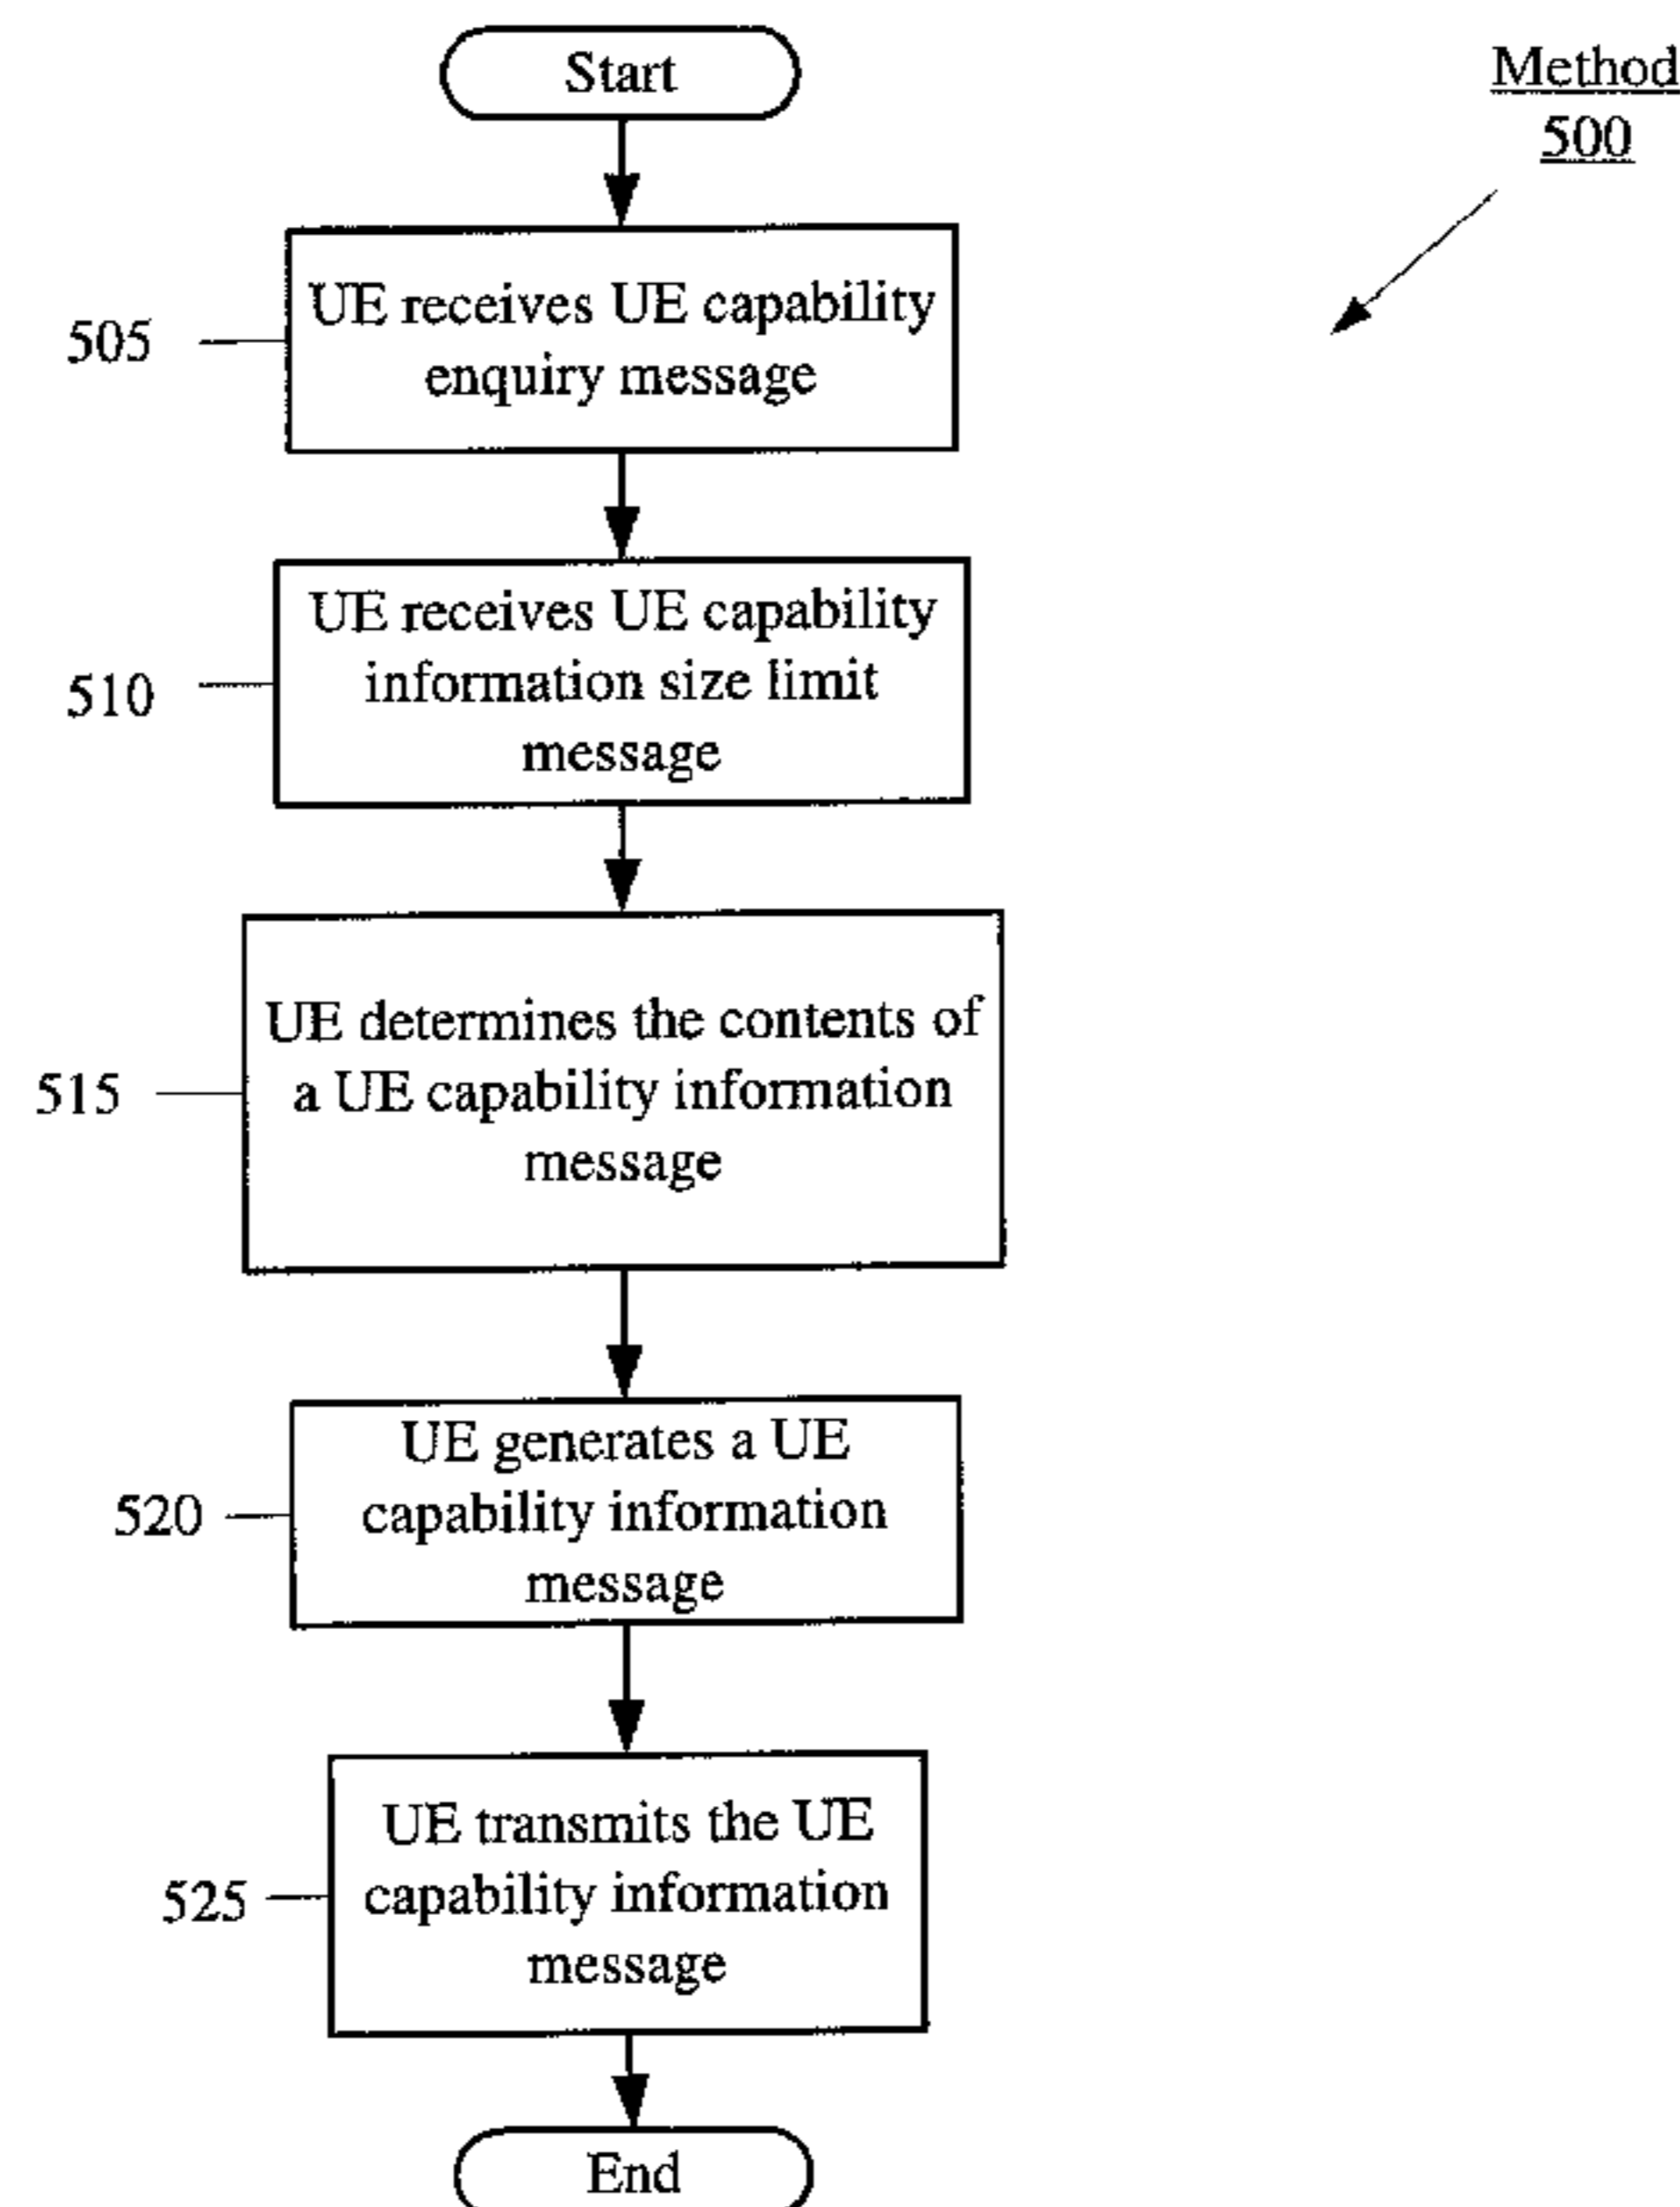 Start
Method
500
505
UE receives UE capability
enquiry message
510
UE receives UE capability
information size limit
message
515
UE determines the contents of
a UE capability information
message
520
UE generates a UE
capability information
message
525
UE transmits the UE
capability information
message
End